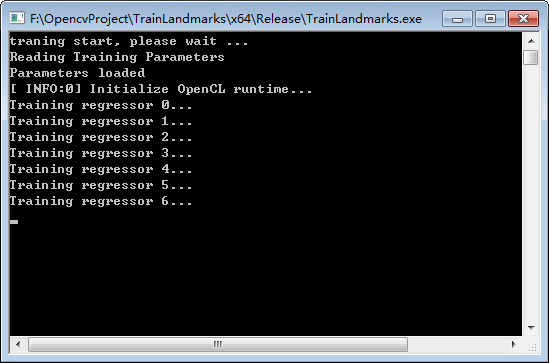 F:\OpencvProject\TrainLandmarks\x64\Release\TrainLandmarks.exe
traning start, please wait ...
Reading Training Parameters
Parameters loaded
[ INFO:0] Initialize OpenCL runtime...
Training regressor 0...
Training regressor 1...
Training regressor 2...
Training regressor 3...
Training regressor 4...
Training regressor 5...
Training regressor 6...